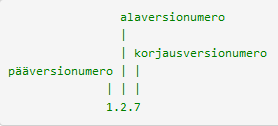 alaversionumero
|
| korjausversionumero
pääversionumero | |
| | |
1.2.7